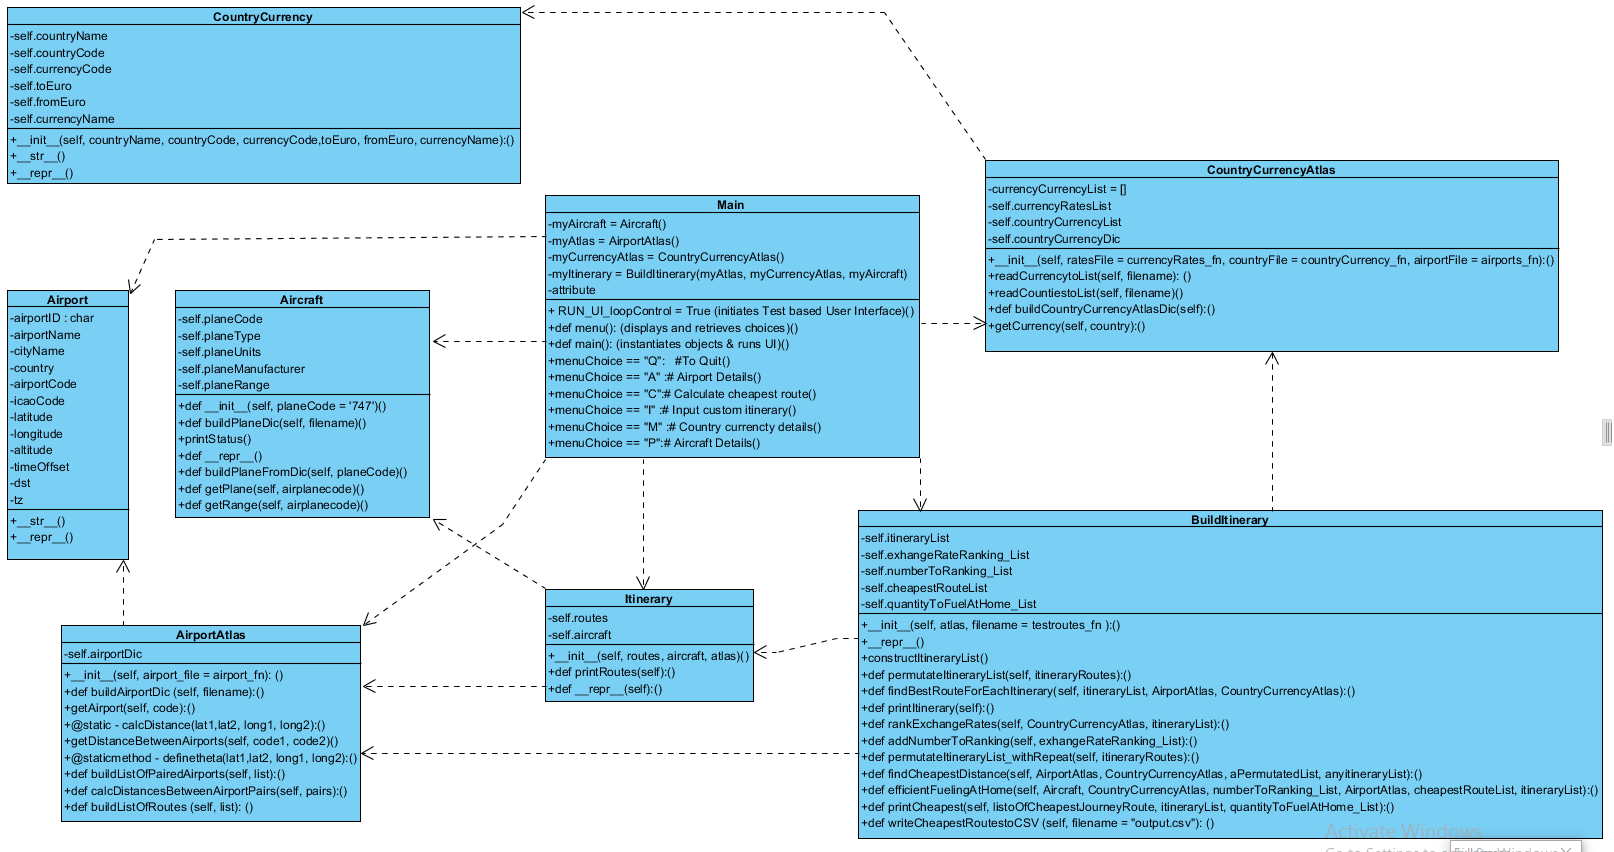 CountryCurrency
-self.countryName
-self.countryCode
-self.currencyCode
-self.toEuro
-self.fromEuro
-self.currencyName
+__init__(self, countryName, countryCode, currencyCode,toEuro, fromEuro, currencyName):()
+__str__()
+__repr__()
CountryCurrencyAtlas
-currencyCurrencyList = []
-self.currencyRatesList
-self.countryCurrencyList
-self.countryCurrencyDic
+__init__(self, ratesFile = currencyRates_fn, countryFile = countryCurrency_fn, airportFile = airports_fn):()
+readCurrencytoList(self, filename): ()
+readCountiestoList(self, filename)()
+def buildCountryCurrencyAtlasDic(self):()
+getCurrency(self, country):()
Main
-myAircraft = Aircraft()
-myAtlas = AirportAtlas()
-myCurrencyAtlas = CountryCurrencyAtlas()
-myItinerary = BuildItinerary(myAtlas, myCurrencyAtlas, myAircraft)
-attribute
+ RUN_UI_loopControl = True (initiates Test based User Interface)()
+def menu(): (displays and retrieves choices)()
+def main(): (instantiates objects & runs UI)()
+menuChoice == "Q":   #To Quit()
+menuChoice == "A" :# Airport Details()
+menuChoice == "C":# Calculate cheapest route()
+menuChoice == "I" :# Input custom itinerary()
+menuChoice == "M" :# Country currencty details()
+menuChoice == "P":# Aircraft Details()
Airport
-airportID : char
-airportName
-cityName
-country
-airportCode
-icaoCode
-latitude
-longitude
-altitude
-timeOffset
-dst
-tz
+__str__()
+__repr__()
Aircraft
-self.planeCode
-self.planeType
-self.planeUnits
-self.planeManufacturer
-self.planeRange
+def __init__(self, planeCode = '747')()
+def buildPlaneDic(self, filename)()
+printStatus()
+def __repr__()
+def buildPlaneFromDic(self, planeCode)()
+def getPlane(self, airplanecode)()
+def getRange(self, airplanecode)()
BuildItinerary
-self.itineraryList
-self.exhangeRateRanking_List
-self.numberToRanking_List
-self.cheapestRouteList
-self.quantityToFuelAtHome_List
+__init__(self, atlas, filename = testroutes_fn ):()
+__repr__()
+constructItineraryList()
+def permutateItineraryList(self, itineraryRoutes):()
+def findBestRouteForEachItinerary(self, itineraryList, AirportAtlas, CountryCurrencyAtlas):()
+def printItinerary(self):()
+def rankExchangeRates(self, CountryCurrencyAtlas, itineraryList):()
+def addNumberToRanking(self, exhangeRateRanking_List):()
+def permutateItineraryList_withRepeat(self, itineraryRoutes):()
+def findCheapestDistance(self, AirportAtlas, CountryCurrencyAtlas, aPermutatedList, anyitineraryList):()
+def efficientFuelingAtHome(self, Aircraft, CountryCurrencyAtlas, numberToRanking_List, AirportAtlas, cheapestRouteList, itineraryList):()
+def printCheapest(self, listoOfCheapestJourneyRoute, itineraryList, quantityToFuelAtHome_List):()
+def writeCheapestRoutestoCSV (self, filename = "output.csv"): ()
Itinerary
-self.routes
-self.aircraft
+__init__(self, routes, aircraft, atlas)()
+def printRoutes(self):()
+def __repr__(self):()
AirportAtlas
-self.airportDic
+__init__(self, airport_file = airport_fn): ()
+def buildAirportDic (self, filename):()
+getAirport(self, code):()
+@static - calcDistance(lat1,lat2, long1, long2):()
+getDistanceBetweenAirports(self, code1, code2)()
+@staticmethod - definetheta(lat1,lat2, long1, long2):()
+def buildListOfPairedAirports(self, list):()
+def calcDistancesBetweenAirportPairs(self, pairs):()
+def buildListOfRoutes (self, list): ()
Activate Windows
Go to Settings to